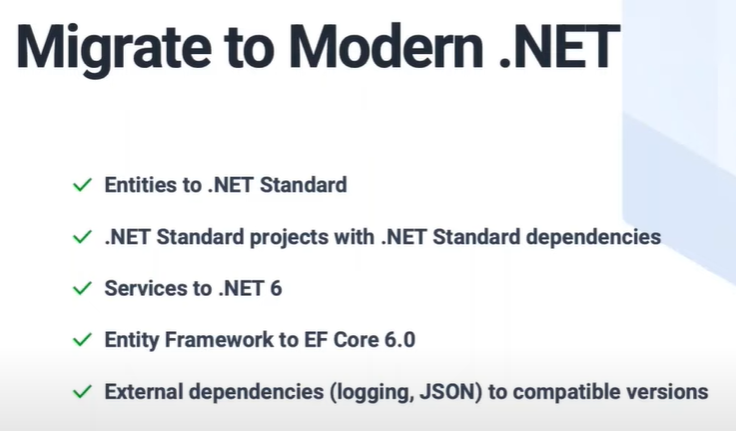 Migrate to Modern .NET
Entities to .NET Standard
.NET Standard projects with .NET Standard dependencies
Services to .NET 6
Entity Framework to EF Core 6.0
External dependencies (logging, JSON) to compatible versions